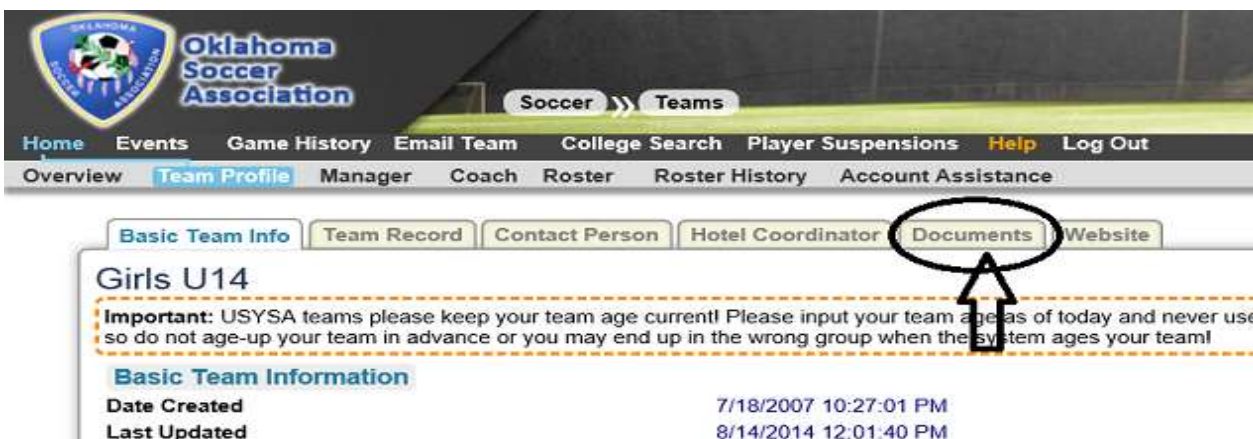 OKLAHOMA
SOCCER ASSOCIATION
Oklahoma
Soccer
Association
Soccer
Teams
Home Events Game History Email Team College Search Player Suspensions Help Log Out
Overview Team Profile Manager Coach Roster Roster History Account Assistance
Basic Team Info Team Record Contact Person Hotel Coordinator Documents Website
Girls U14
Important: USYSA teams please keep your team age current! Please input your team age as of today and never use
so do not age-up your team in advance or you may end up in the wrong group when the system ages your team!
Basic Team Information
Date Created 7/18/2007 10:27:01 PM
Last Updated 8/14/2014 12:01:40 PM